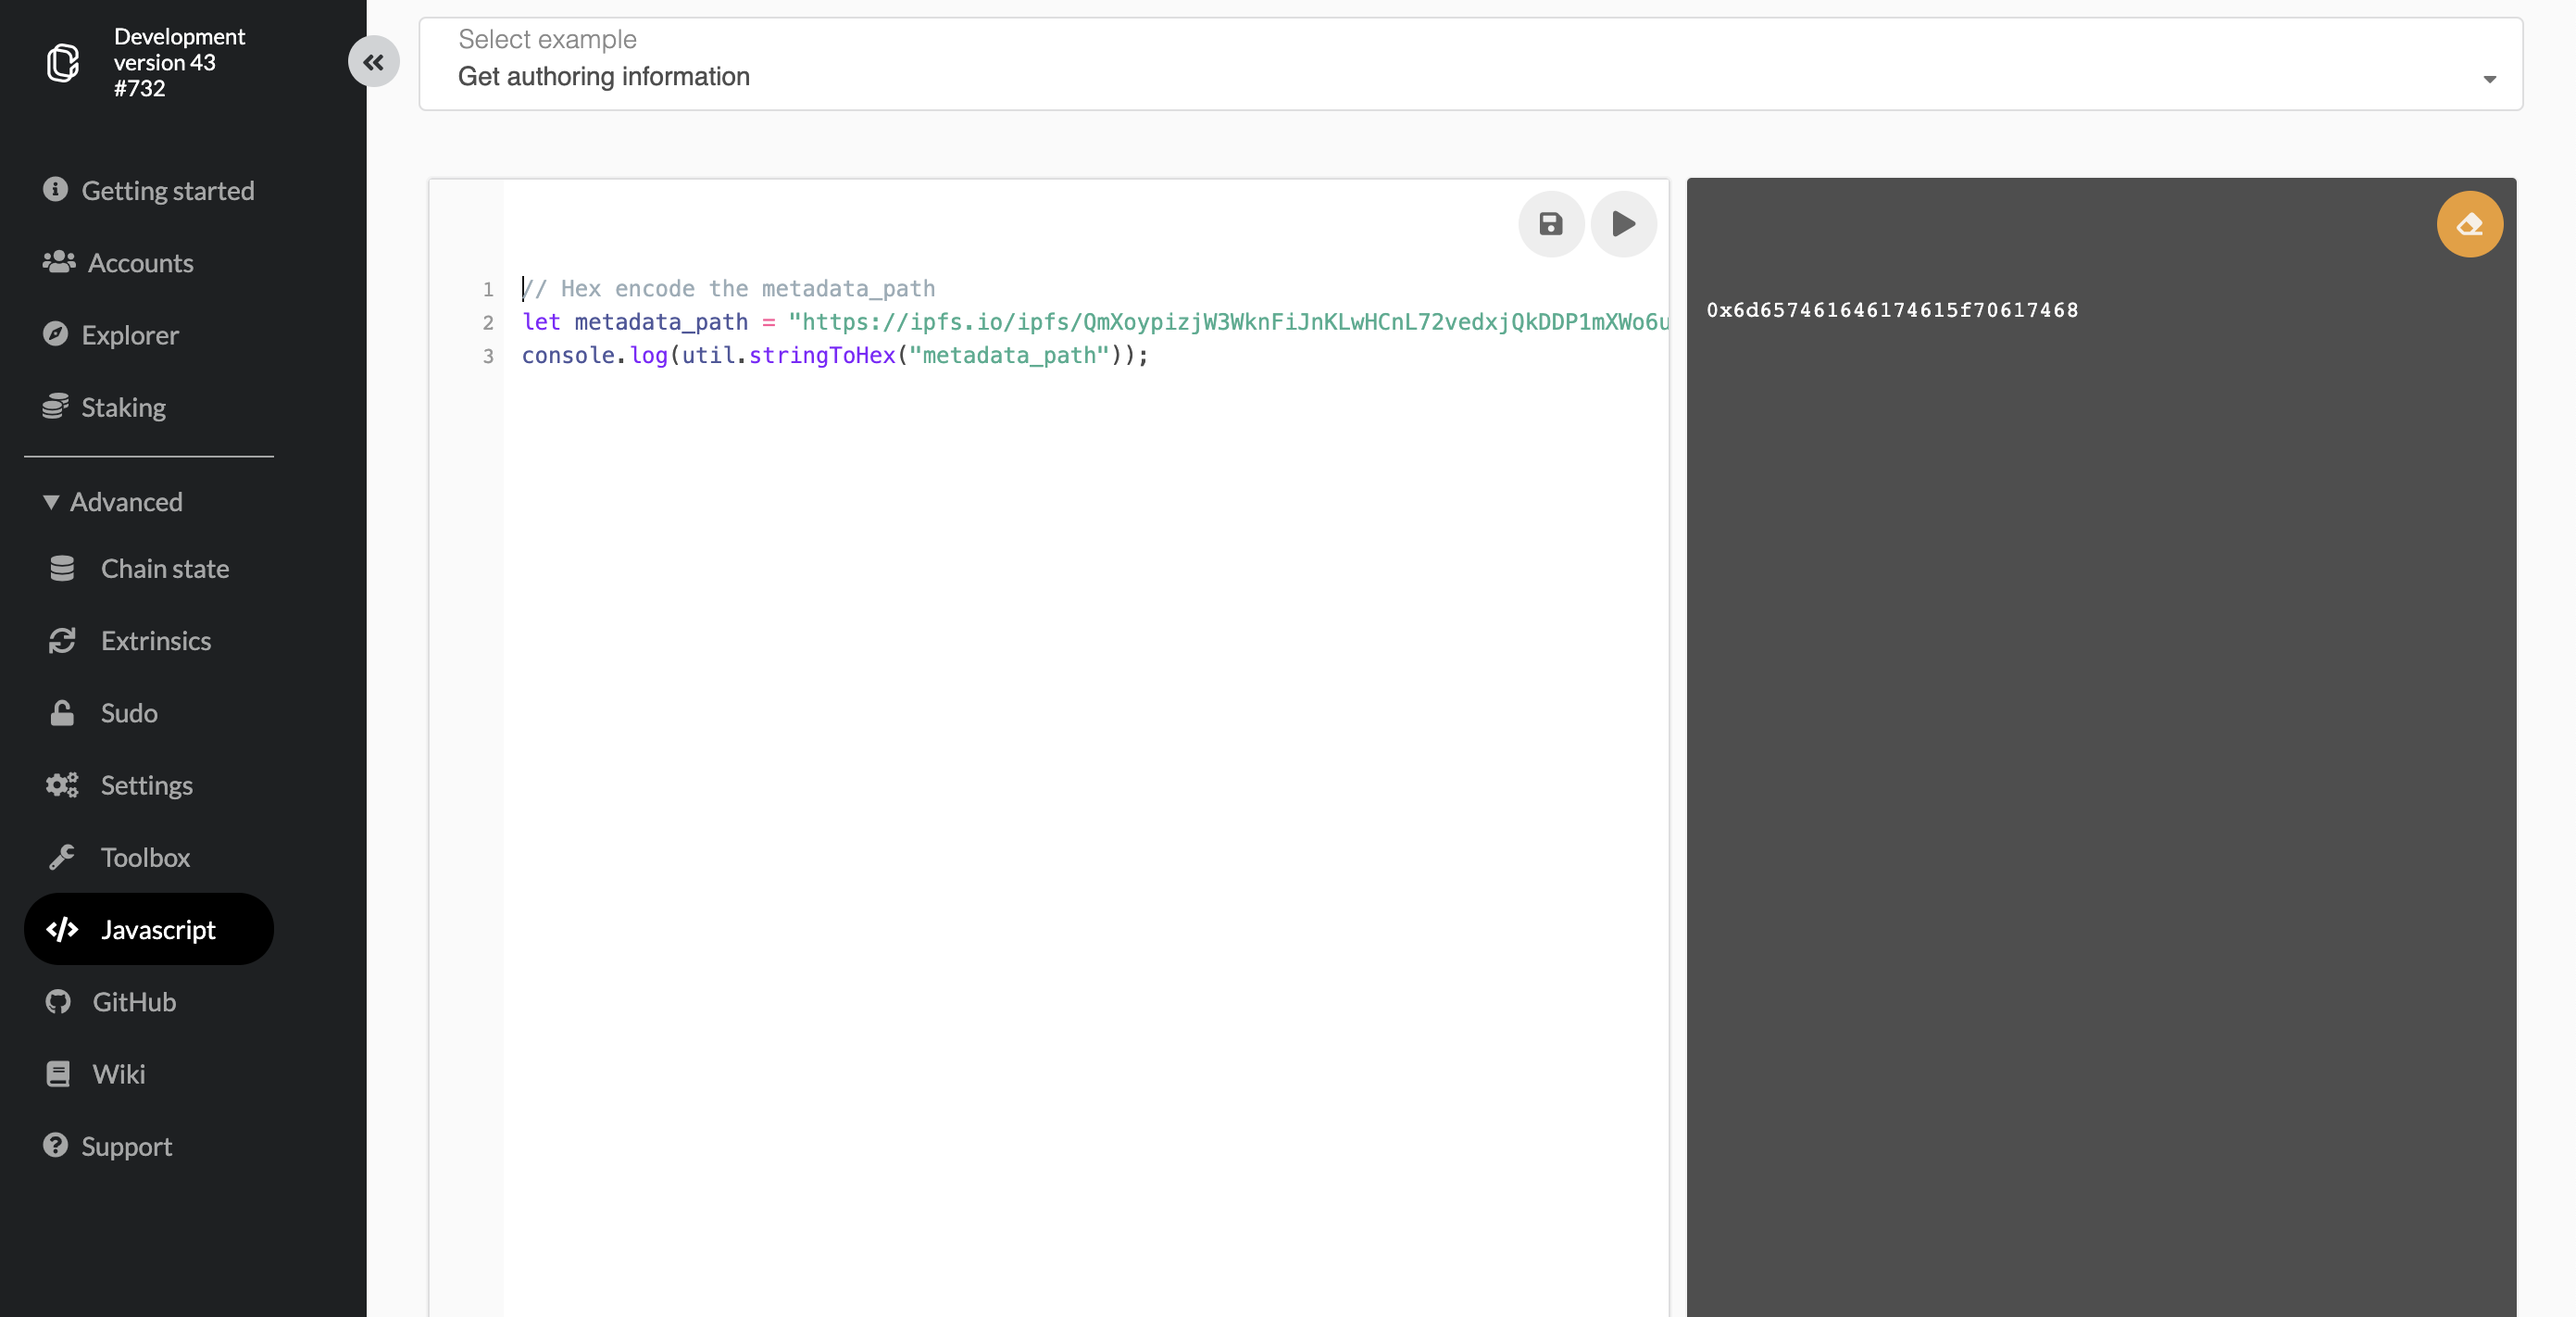 Development
version 43
#732
Getting started
Accounts
Explorer
Staking
Advanced
Chain state
Extrinsics
Sudo
Settings
Toolbox
Javascript
GitHub
Wiki
Support
Select example
Get authoring information
1 // Hex encode the metadata_path
2 let metadata_path = "https://ipfs.io/ipfs/QmXoypizjW3WknFiJnKLwHCnL72vedxjQkDDP1mXWo6u
3 console.log(util.stringToHex("metadata_path"));
0x6d657461646174615f70617468